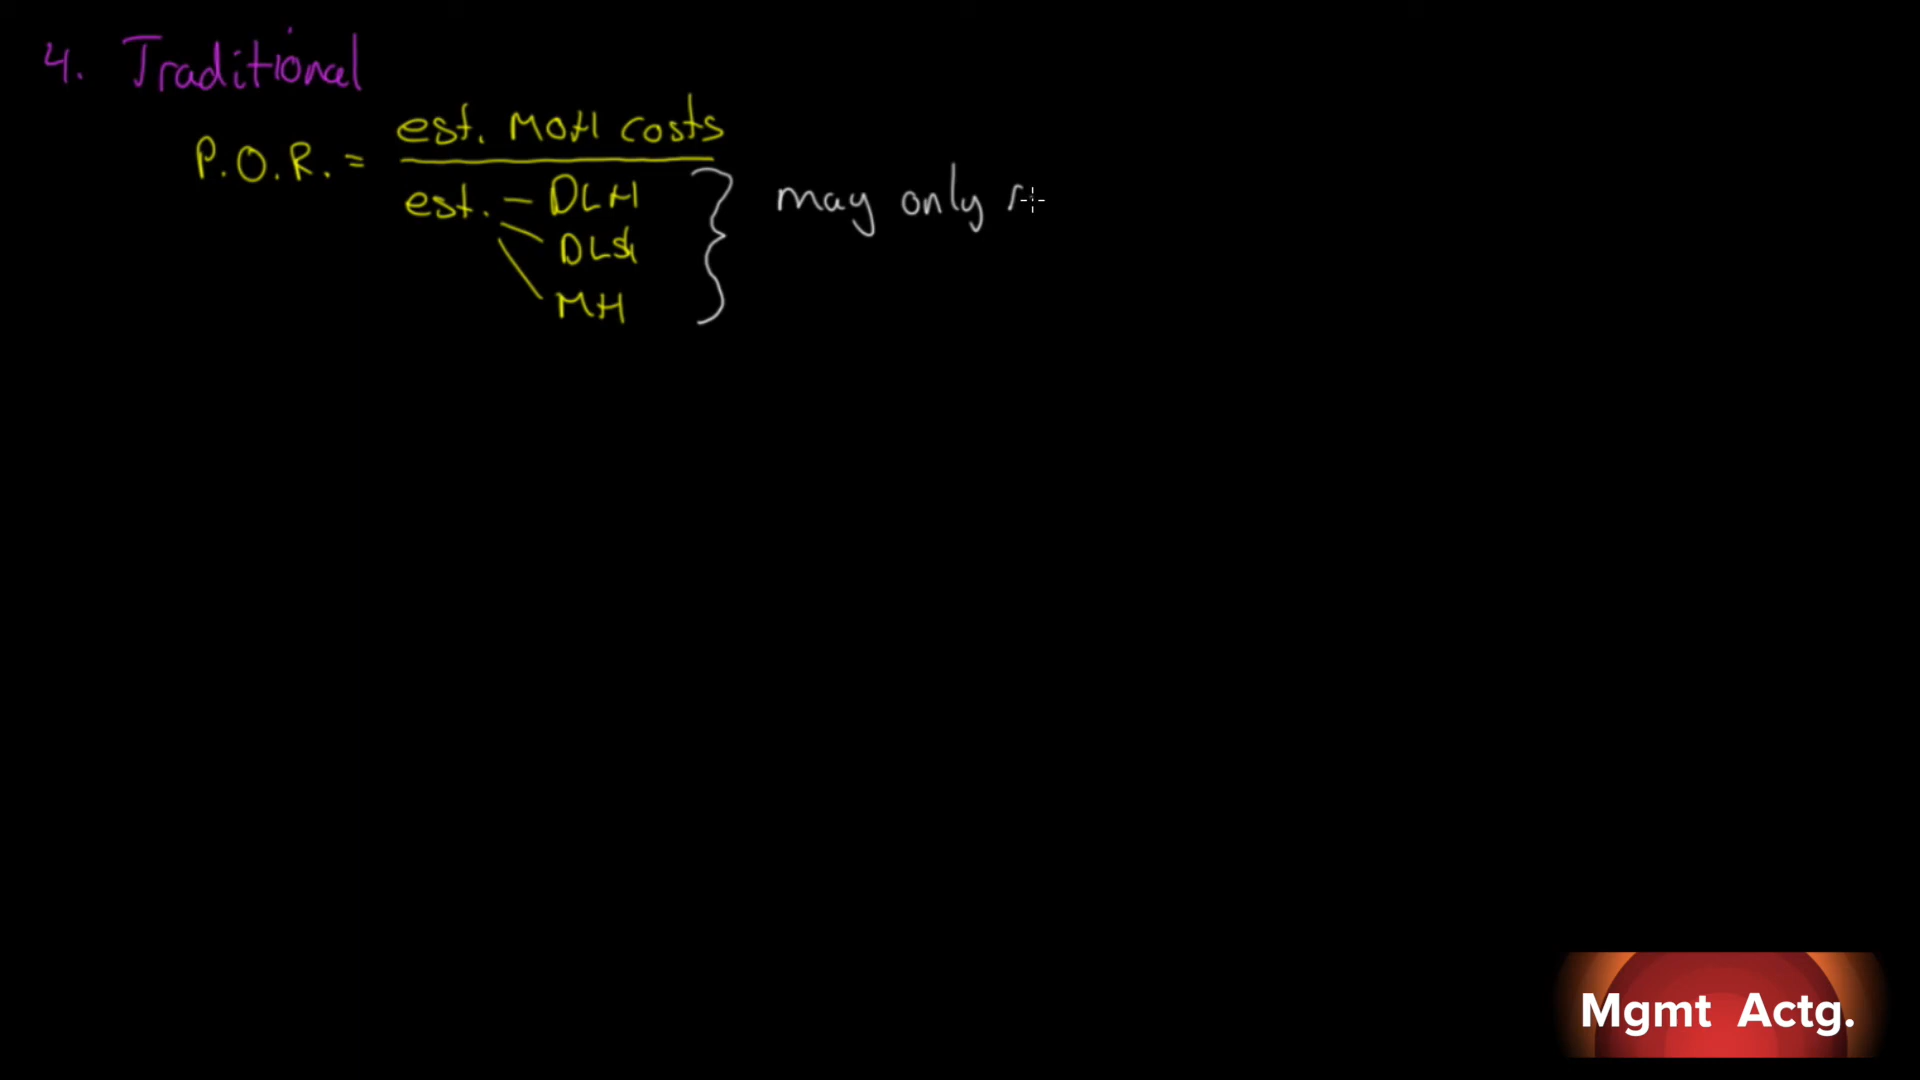 4. Traditional
P.O.R. = est. MOH costs
est. - DLH
DL$
MH
may only
Mgmt Actg.